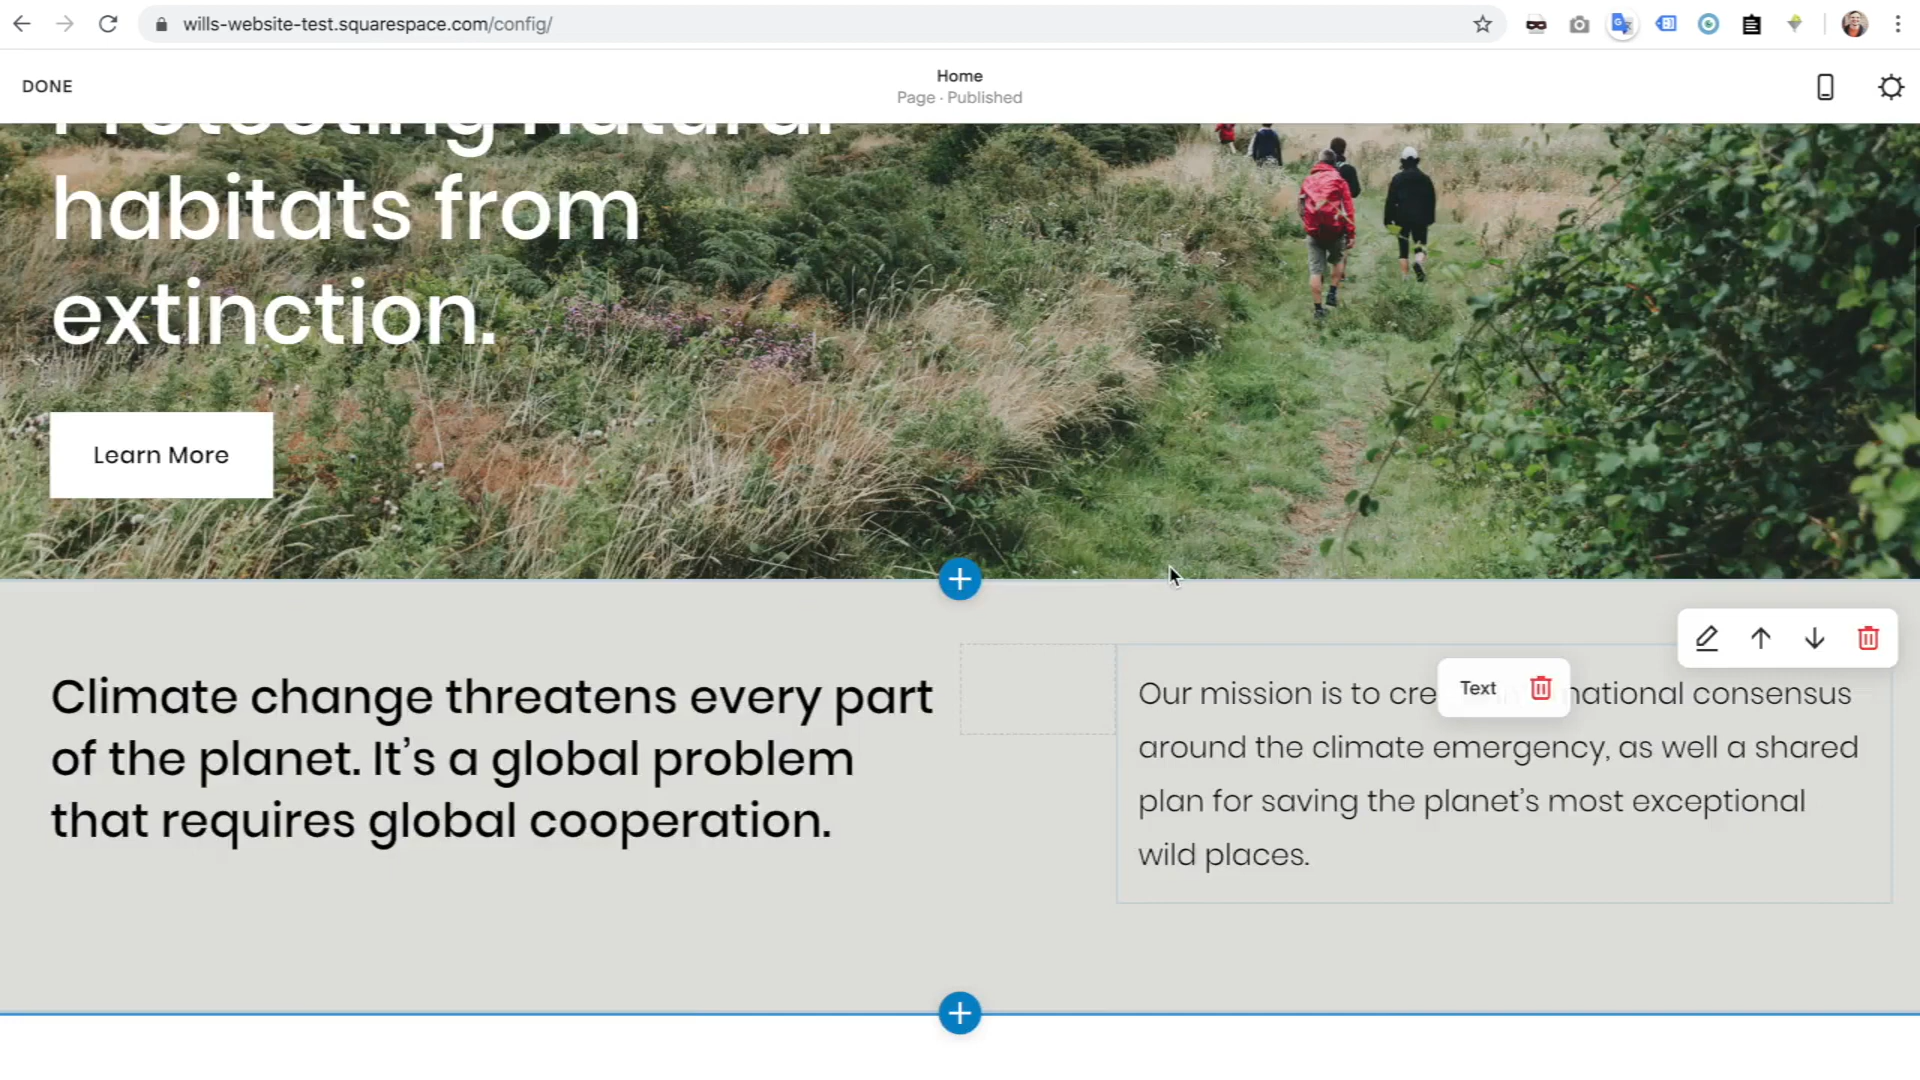 wills-website-test.squarespace.com/config/
DONE
Home
Page · Published
Protecting natural
habitats from
extinction.
Learn More
Climate change threatens every part
of the planet. It's a global problem
that requires global cooperation.
Text
Our mission is to cre national consensus
around the climate emergency, as well a shared
plan for saving the planet's most exceptional
wild places.